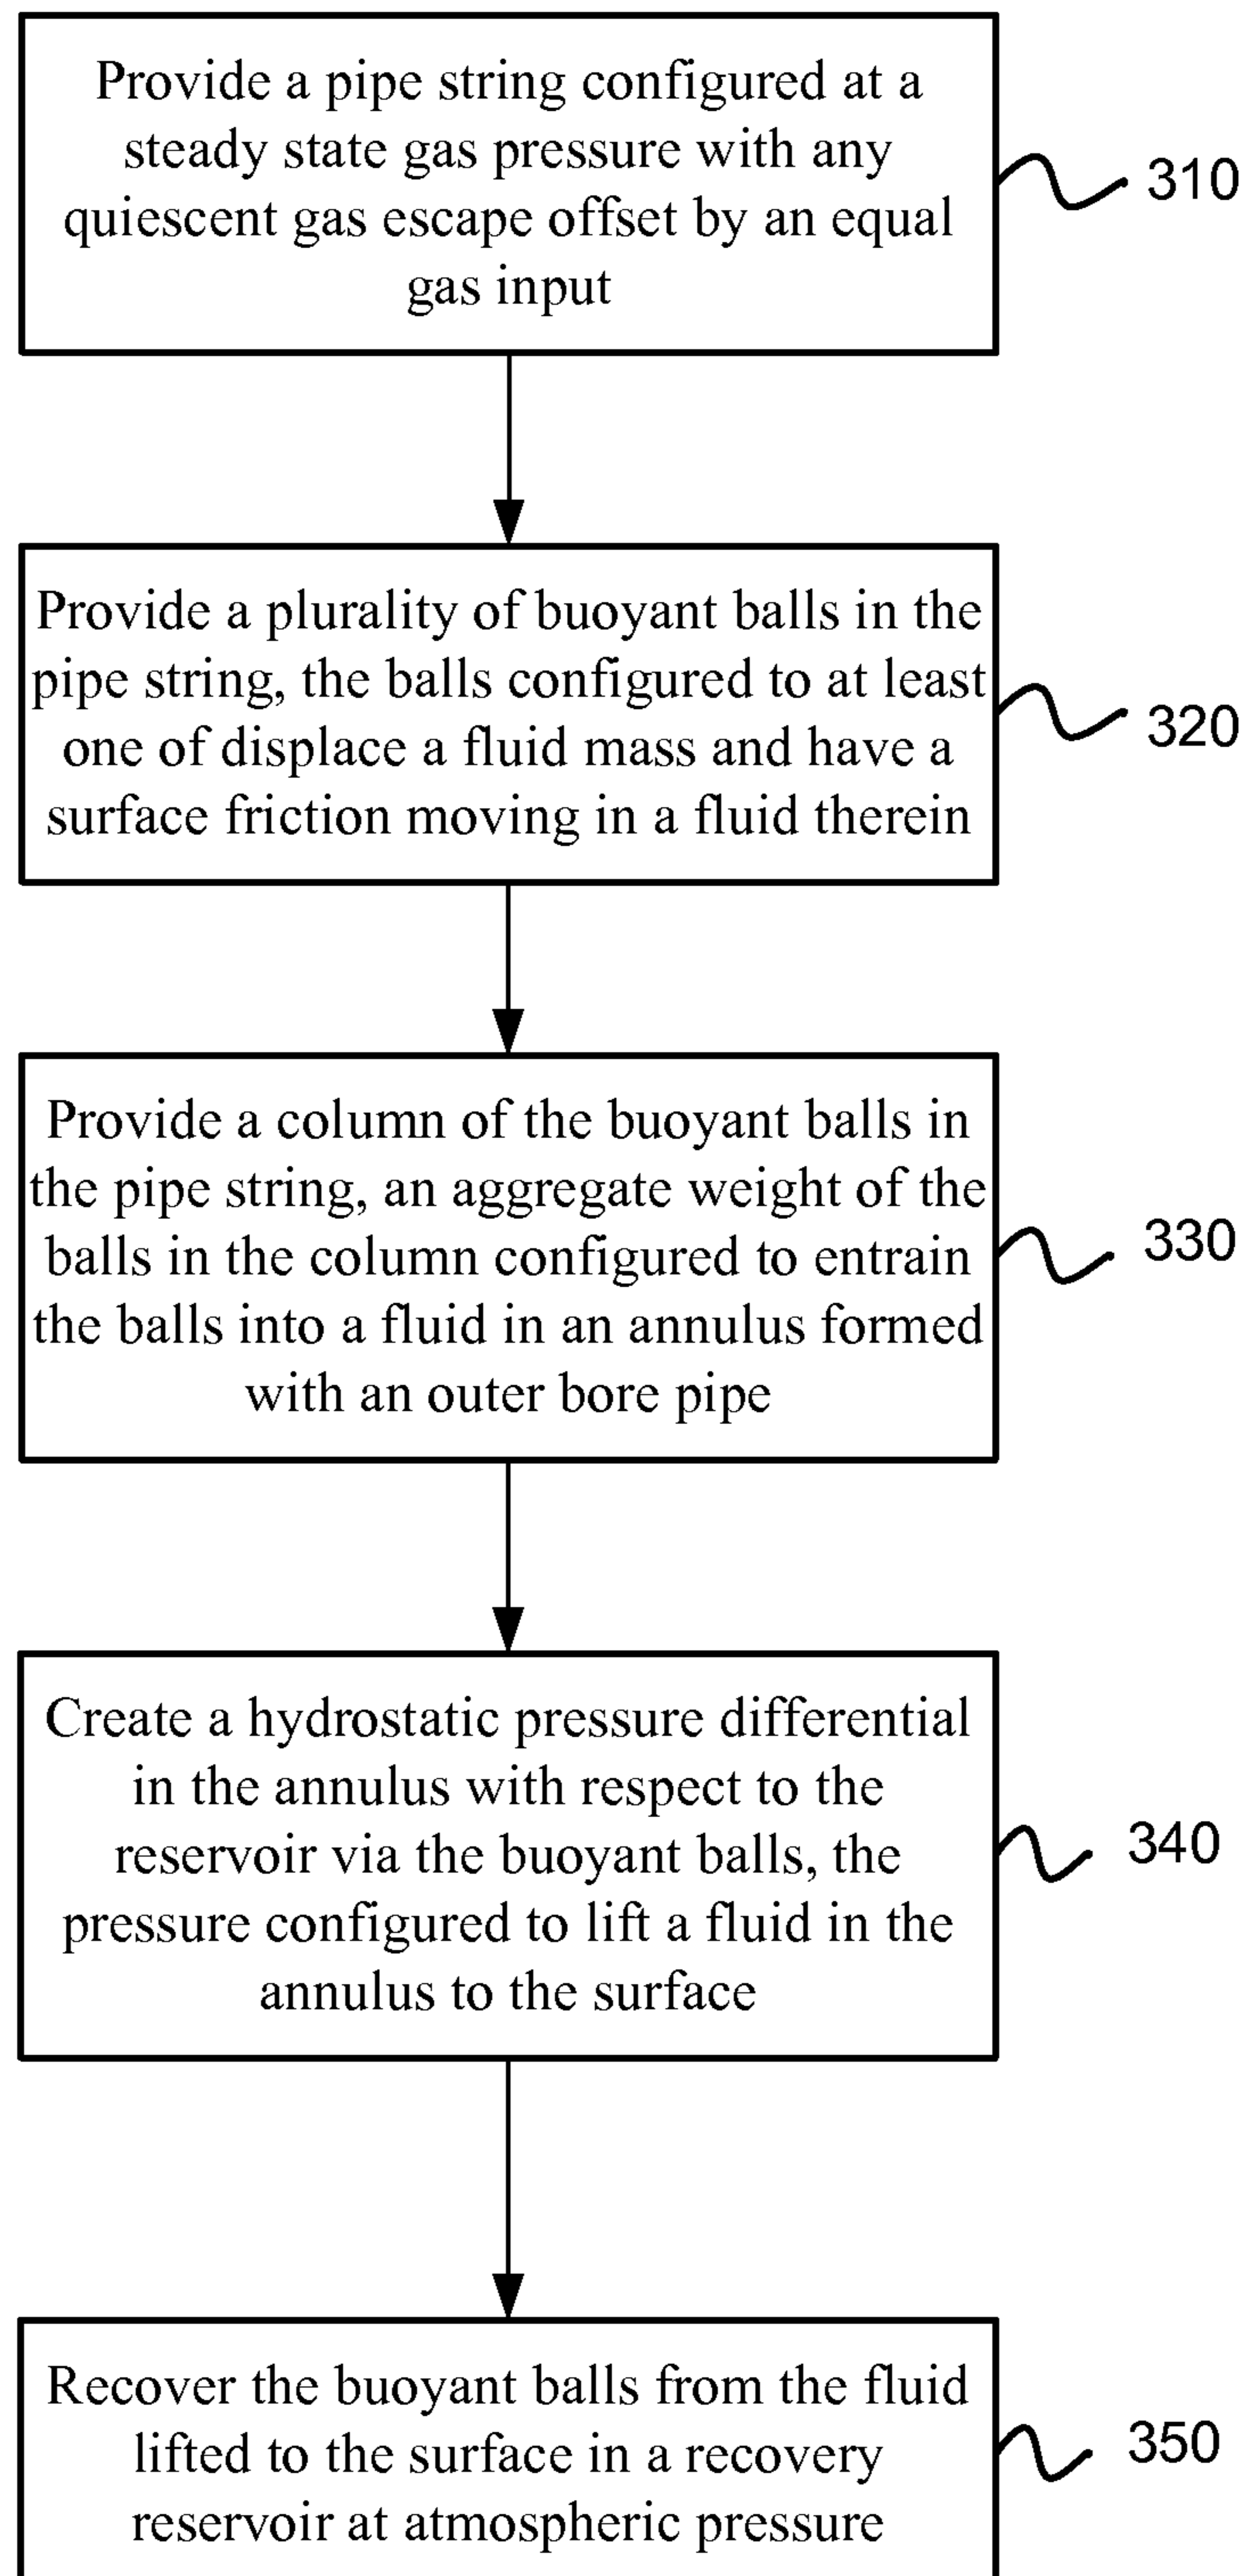 Provide a pipe string configured at a
steady state gas pressure with any
quiescent gas escape offset by an equal
gas input
310
Provide a plurality of buoyant balls in the
pipe string, the balls configured to at least
one of displace a fluid mass and have a
surface friction moving in a fluid therein
320
Provide a column of the buoyant balls in
the pipe string, an aggregate weight of the
balls in the column configured to entrain
the balls into a fluid in an annulus formed
with an outer bore pipe
330
Create a hydrostatic pressure differential
in the annulus with respect to the
reservoir via the buoyant balls, the
pressure configured to lift a fluid in the
annulus to the surface
340
Recover the buoyant balls from the fluid
lifted to the surface in a recovery
reservoir at atmospheric pressure
350